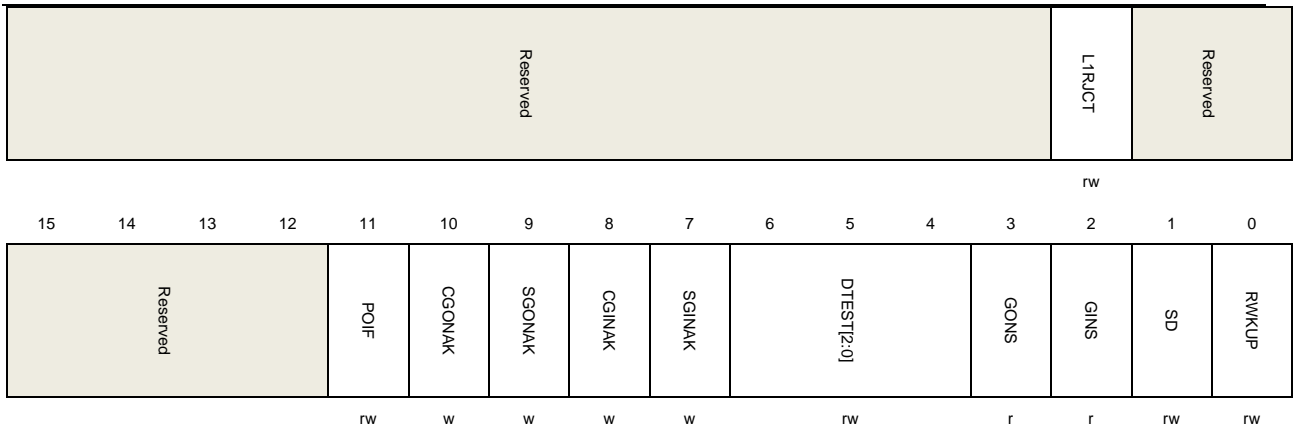 Reserved L1RJCT Reserved
rw
15 14 13 12 11 10 9 8 7 6 5 4 3 2 1 0
Reserved POIF CGONAK SGONAK CGINAK SGINAK DTEST[2:0] GONS GINS SD RWKUP
rw w w w w rw r r rw rw